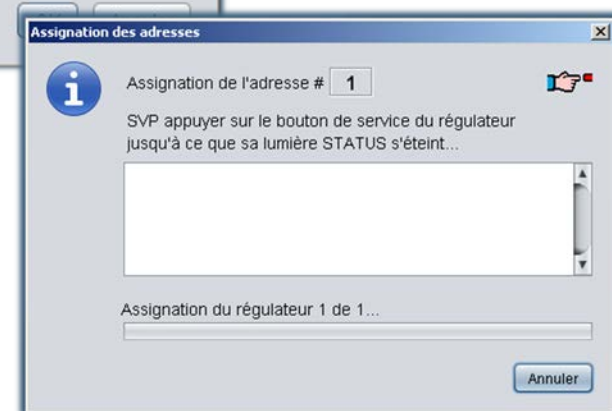 Assignation des adresses
Assignation de l'adresse # 1
SVP appuyer sur le bouton de service du régulateur
jusqu'à ce que sa lumière STATUS s'éteint...
Assignation du régulateur 1 de 1...
Annuler